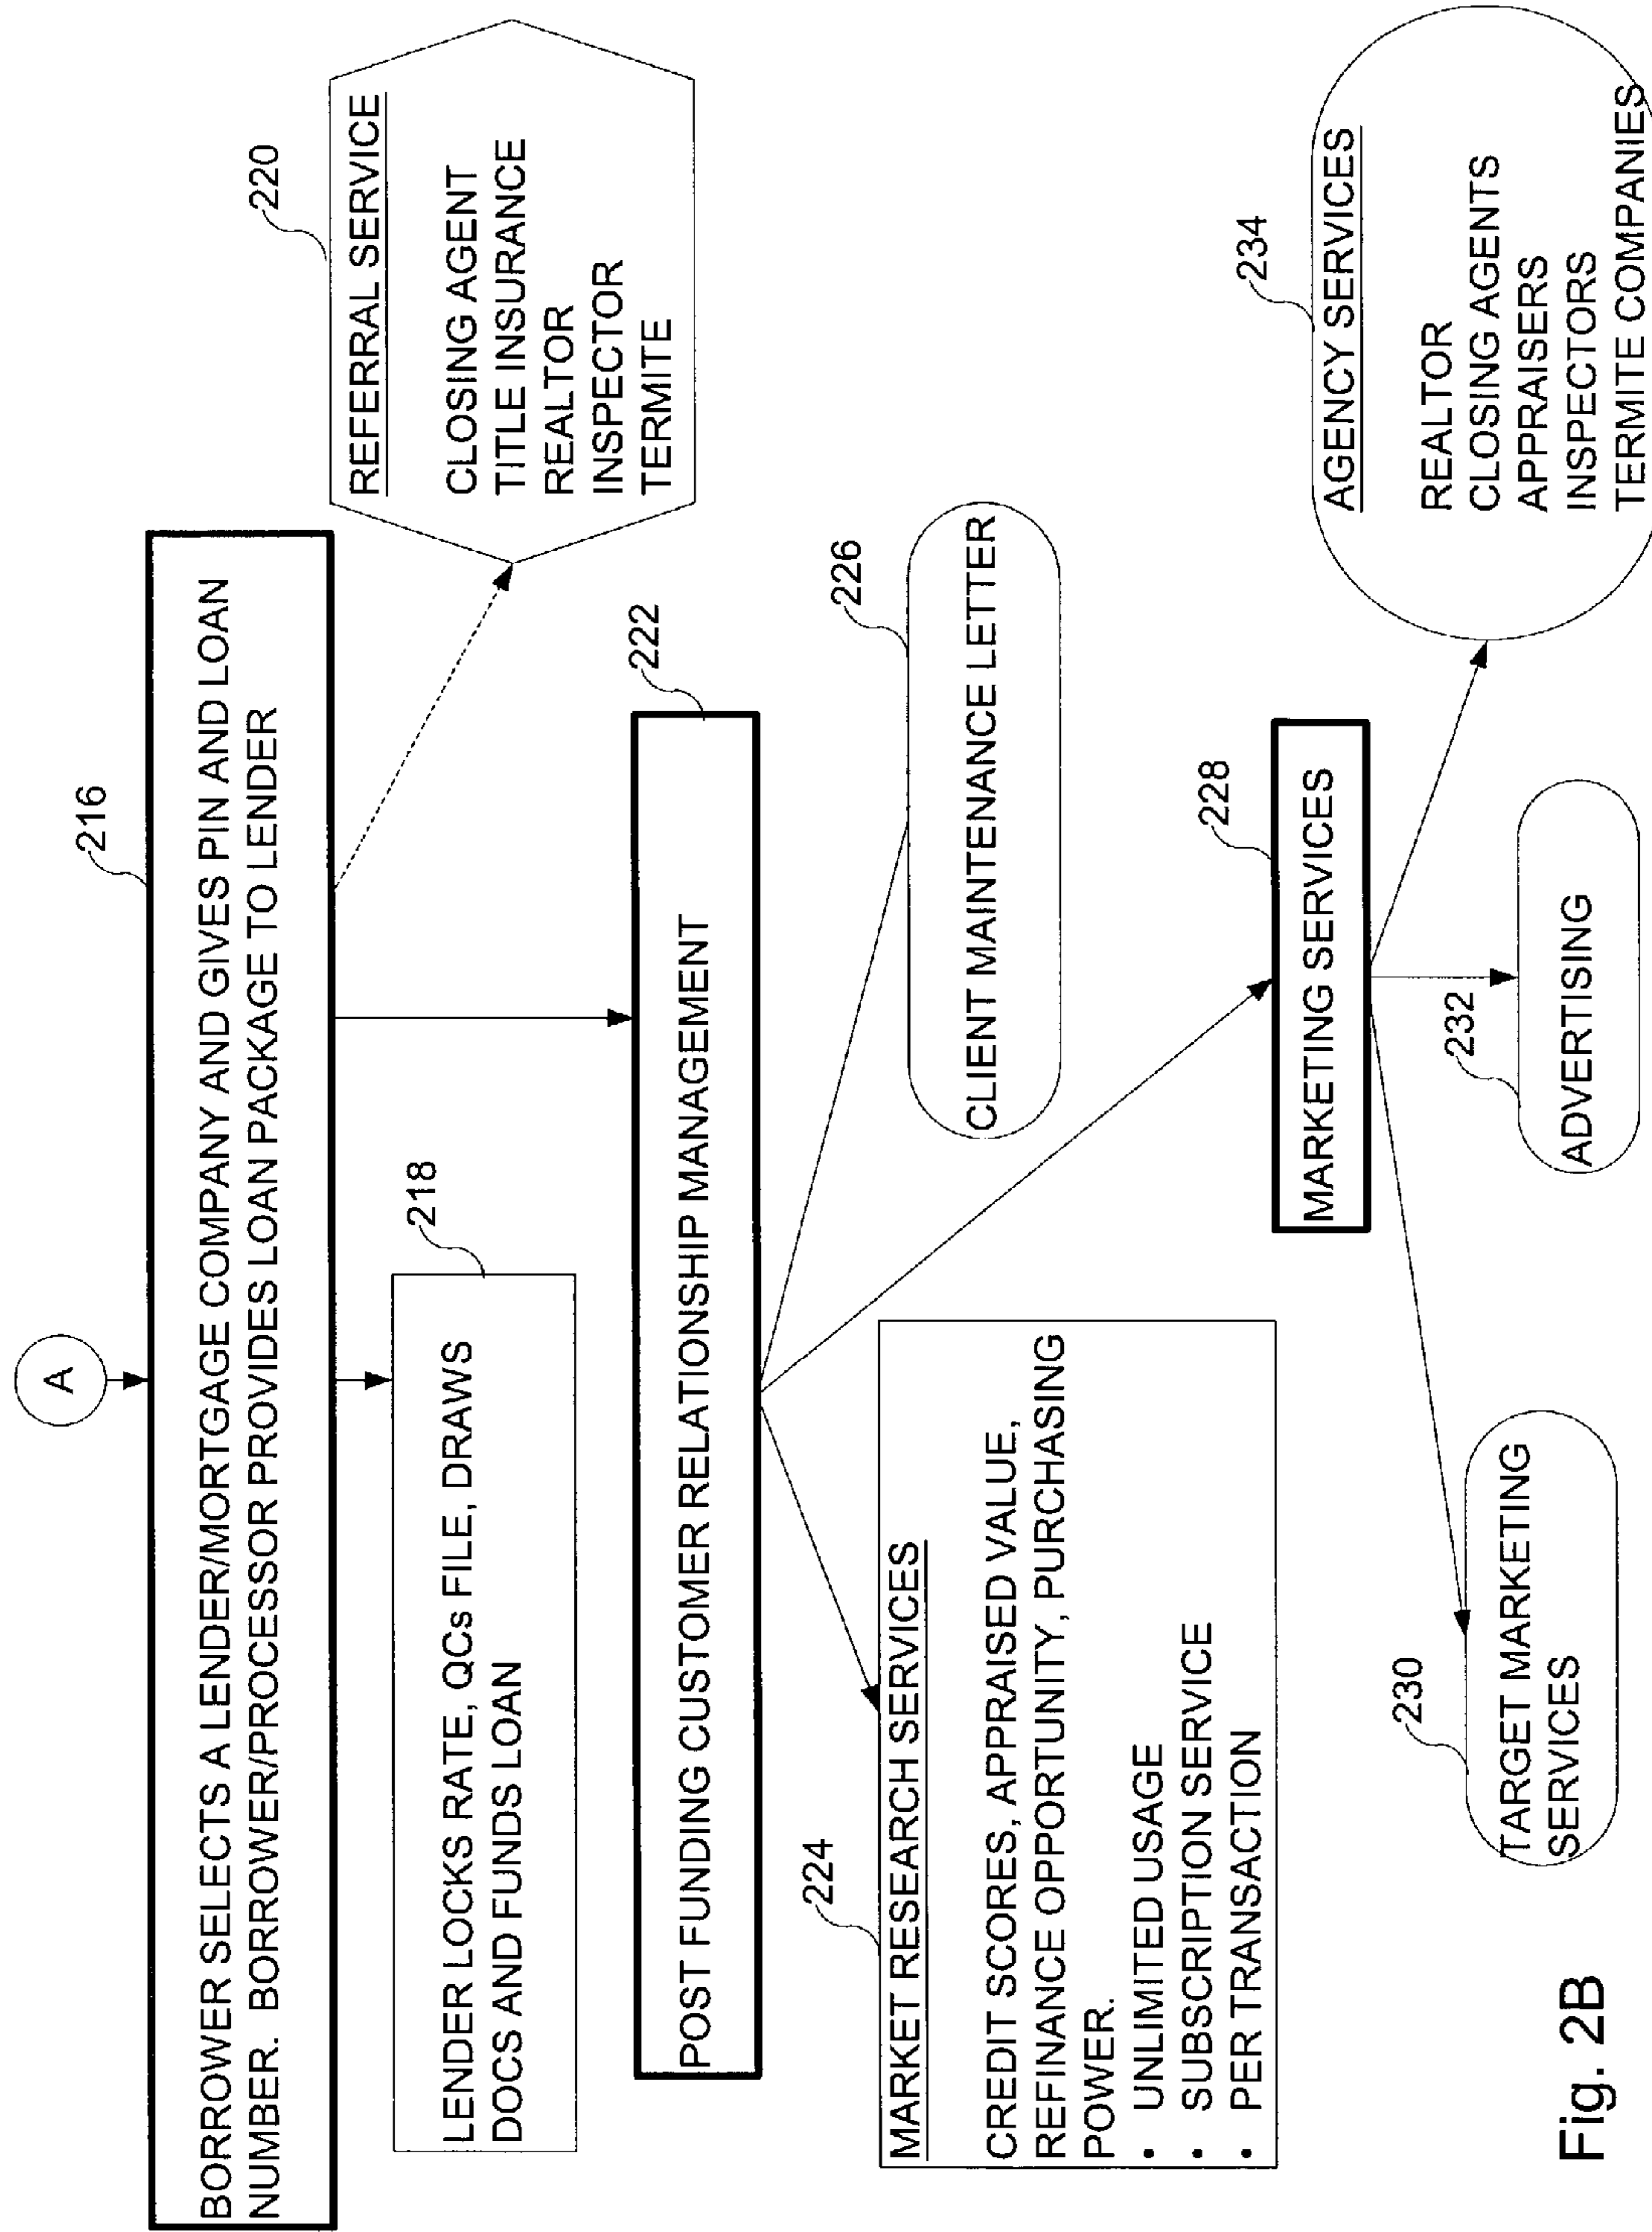 A
216
BORROWER SELECTS A LENDER/MORTGAGE COMPANY AND GIVES PIN AND LOAN
NUMBER. BORROWER/PROCESSOR PROVIDES LOAN PACKAGE TO LENDER
218
LENDER LOCKS RATE, QCs FILE, DRAWS
DOCS AND FUNDS LOAN
220
REFERRAL SERVICE
CLOSING AGENT
TITLE INSURANCE
REALTOR
INSPECTOR
TERMITE
222
POST FUNDING CUSTOMER RELATIONSHIP MANAGEMENT
224
MARKET RESEARCH SERVICES
CREDIT SCORES, APPRAISED VALUE,
REFINANCE OPPORTUNITY, PURCHASING
POWER.
• UNLIMITED USAGE
• SUBSCRIPTION SERVICE
• PER TRANSACTION
226
CLIENT MAINTENANCE LETTER
228
MARKETING SERVICES
230
TARGET MARKETING
SERVICES
232
ADVERTISING
234
AGENCY SERVICES
REALTOR
CLOSING AGENTS
APPRAISERS
INSPECTORS
TERMITE COMPANIES
Fig. 2B